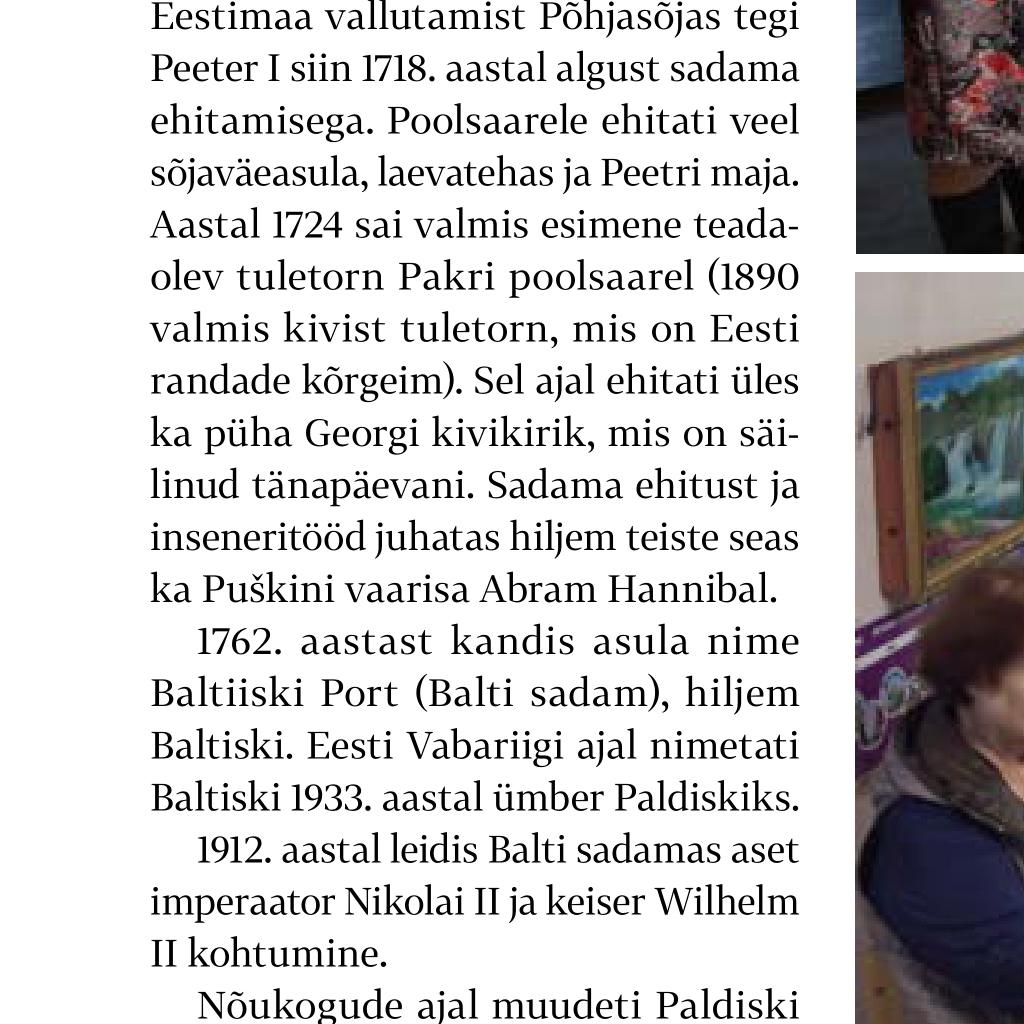 Eestimaa vallutamist Põhjasõjas tegi
Peeter I siin 1718. aastal algust sadama
ehitamisega. Poolsaarele ehitati veel
sõjaväeasula, laevatehas ja Peetri maja.
Aastal 1724 sai valmis esimene teada-
olev tuletorn Pakri poolsaarel (1890
valmis kivist tuletorn, mis on Eesti
randade kõrgeim). Sel ajal ehitati üles
ka püha Georgi kivikirik, mis on säi-
linud tänapäevani. Sadama ehitust ja
inseneritööd juhatas hiljem teiste seas
ka Puškini vaarisa Abram Hannibal.
1762. aastast kandis asula nime
Baltiiski Port (Balti sadam), hiljem
Baltiski. Eesti Vabariigi ajal nimetati
Baltiski 1933. aastal ümber Paldiskiks.
1912. aastal leidis Balti sadamas aset
imperaator Nikolai II ja keiser Wilhelm
II kohtumine.
Nõukogude ajal muudeti Paldiski